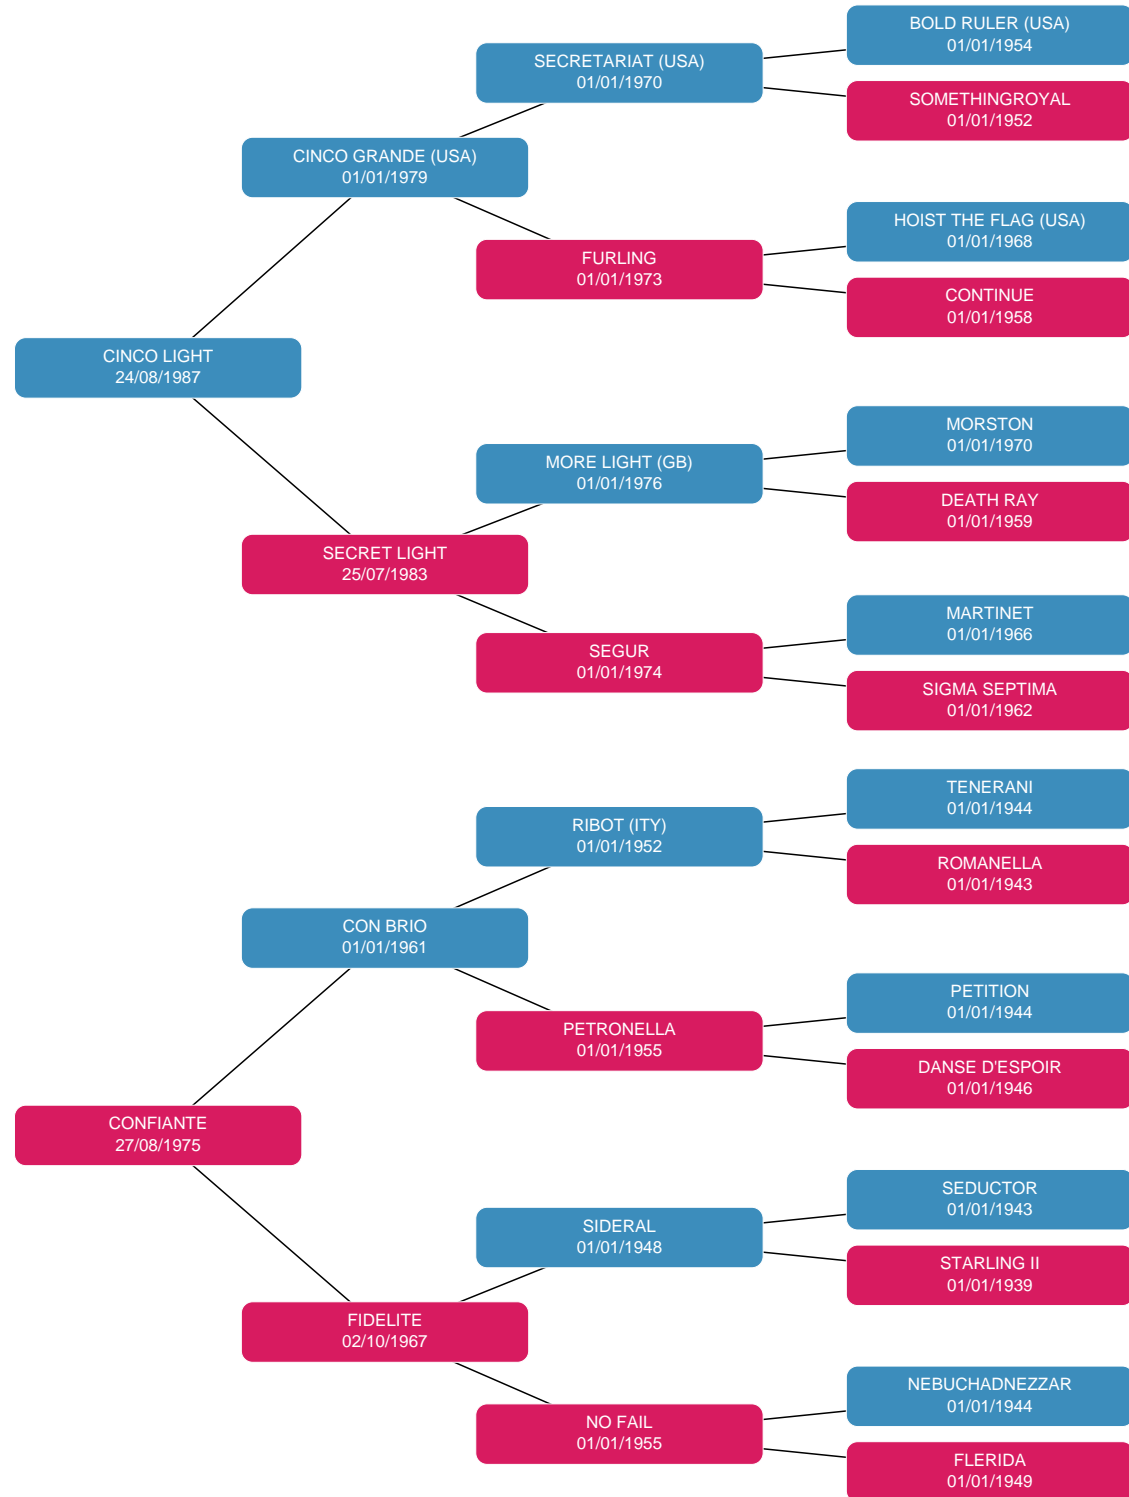 BOLD RULER (USA)
01/01/1954
SECRETARIAT (USA)
01/01/1970
SOMETHINGROYAL
01/01/1952
CINCO GRANDE (USA)
01/01/1979
HOIST THE FLAG (USA)
01/01/1968
FURLING
01/01/1973
CONTINUE
01/01/1958
CINCO LIGHT
24/08/1987
MORSTON
01/01/1970
MORE LIGHT (GB)
01/01/1976
DEATH RAY
01/01/1959
SECRET LIGHT
25/07/1983
MARTINET
01/01/1966
SEGUR
01/01/1974
SIGMA SEPTIMA
01/01/1962
TENERANI
01/01/1944
RIBOT (ITY)
01/01/1952
ROMANELLA
01/01/1943
CON BRIO
01/01/1961
PETITION
01/01/1944
PETRONELLA
01/01/1955
DANSE D'ESPOIR
01/01/1946
CONFIANTE
27/08/1975
SEDUCTOR
01/01/1943
SIDERAL
01/01/1948
STARLING II
01/01/1939
FIDELITE
02/10/1967
NEBUCHADNEZZAR
01/01/1944
NO FAIL
01/01/1955
FLERIDA
01/01/1949